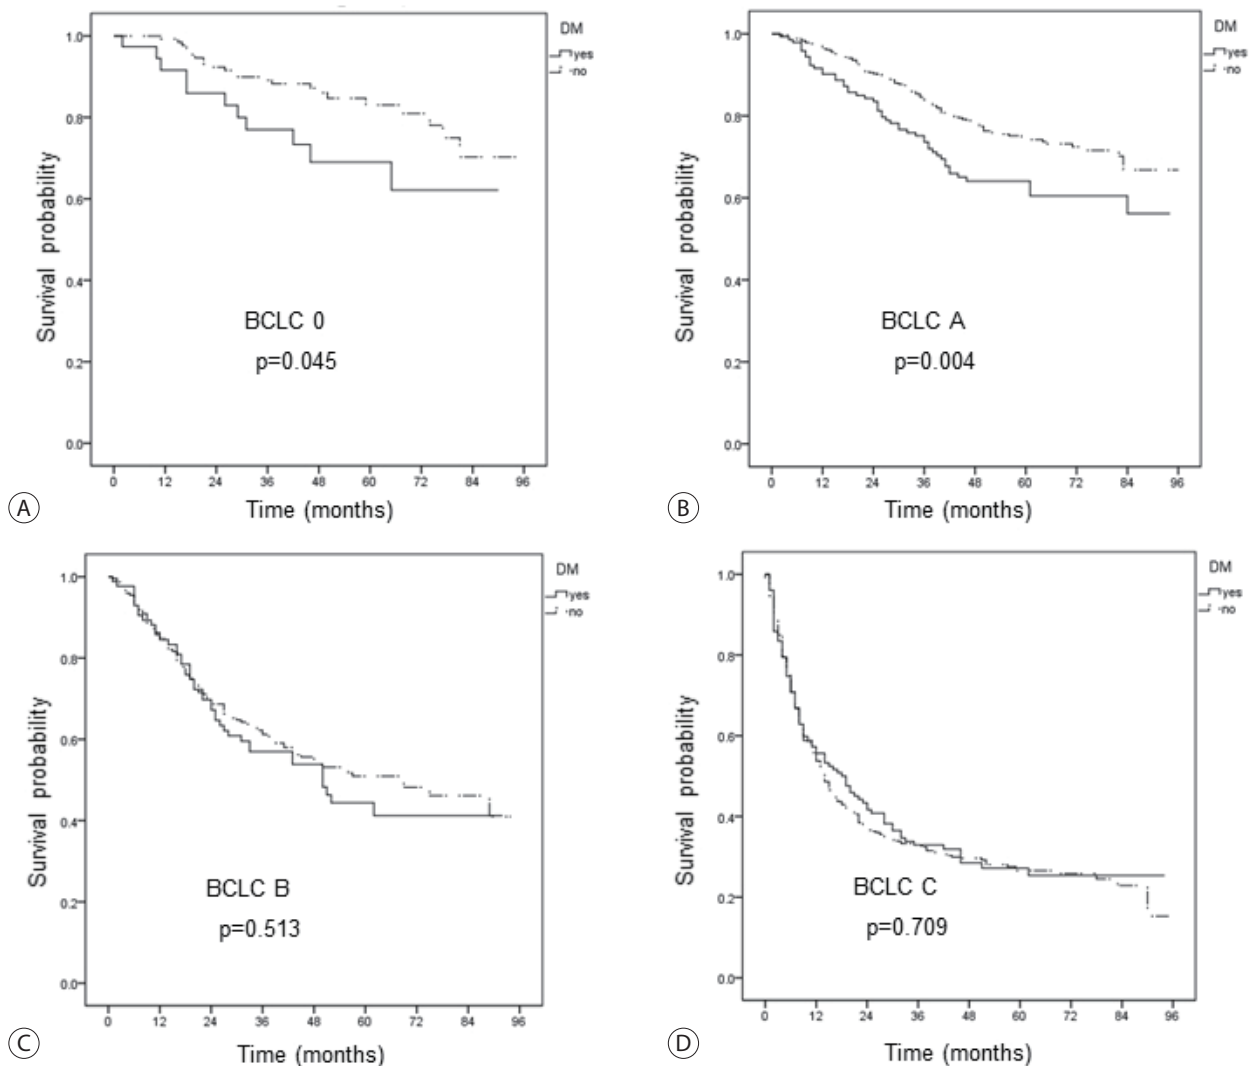 DM
yes
no
1.0
0.8
0.6
0.4
0.2
0.0
Survival probability
BCLC 0
p=0.045
0 12 24 36 48 60 72 84 96
Time (months)
A
DM
yes
no
1.0
0.8
0.6
0.4
0.2
0.0
Survival probability
BCLC A
p=0.004
0 12 24 36 48 60 72 84 96
Time (months)
B
DM
yes
no
1.0
0.8
0.6
0.4
0.2
0.0
Survival probability
BCLC B
p=0.513
0 12 24 36 48 60 72 84 96
Time (months)
C
DM
yes
no
1.0
0.8
0.6
0.4
0.2
0.0
Survival probability
BCLC C
p=0.709
0 12 24 36 48 60 72 84 96
Time (months)
D